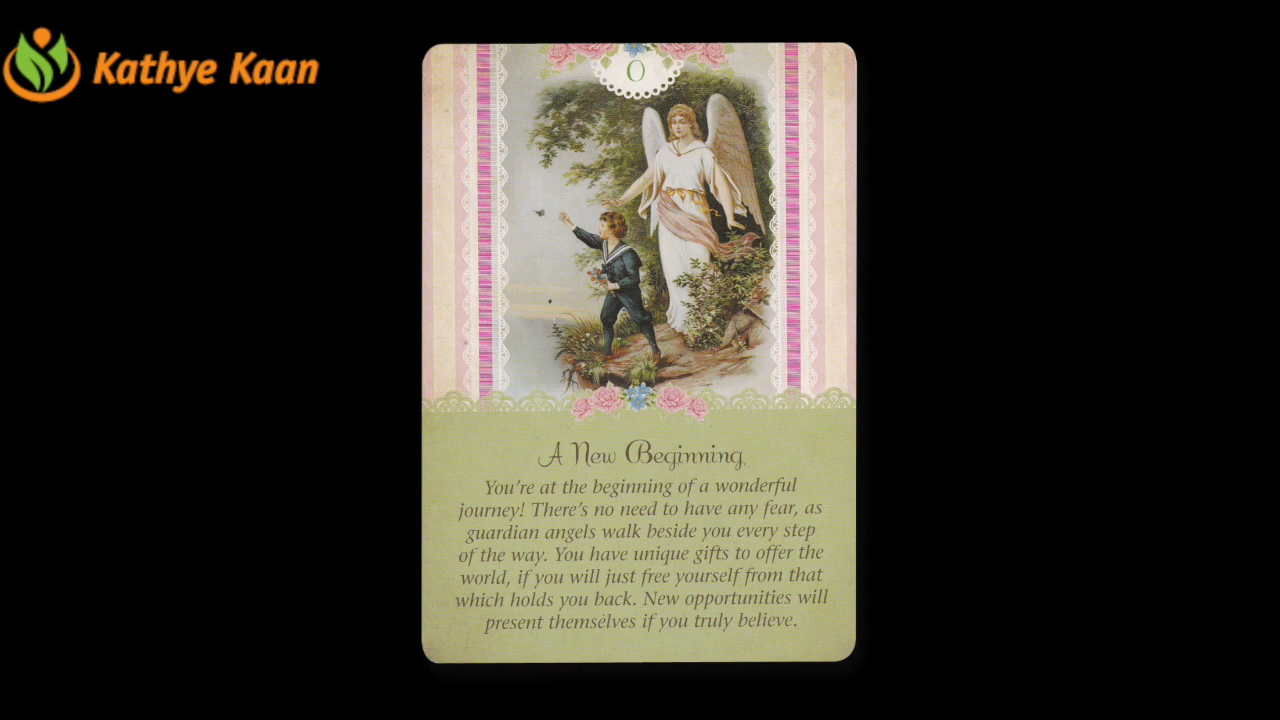 Kathye Kaan
0
A New Beginning
You're at the beginning of a wonderful
journey! There's no need to have any fear, as
guardian angels walk beside you every step
of the way. You have unique gifts to offer the
world, if you will just free yourself from that
which holds you back. New opportunities will
present themselves if you truly believe.